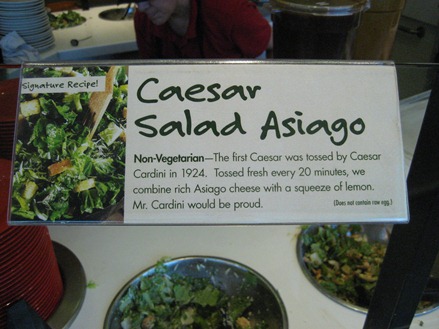 Signature Recipe!
Caesar
Salad Asiago
Non-Vegetarian—The first Caesar was tossed by Caesar
Cardini in 1924. Tossed fresh every 20 minutes, we
combine rich Asiago cheese with a squeeze of lemon.
Mr. Cardini would be proud. (Does not contain raw egg.)